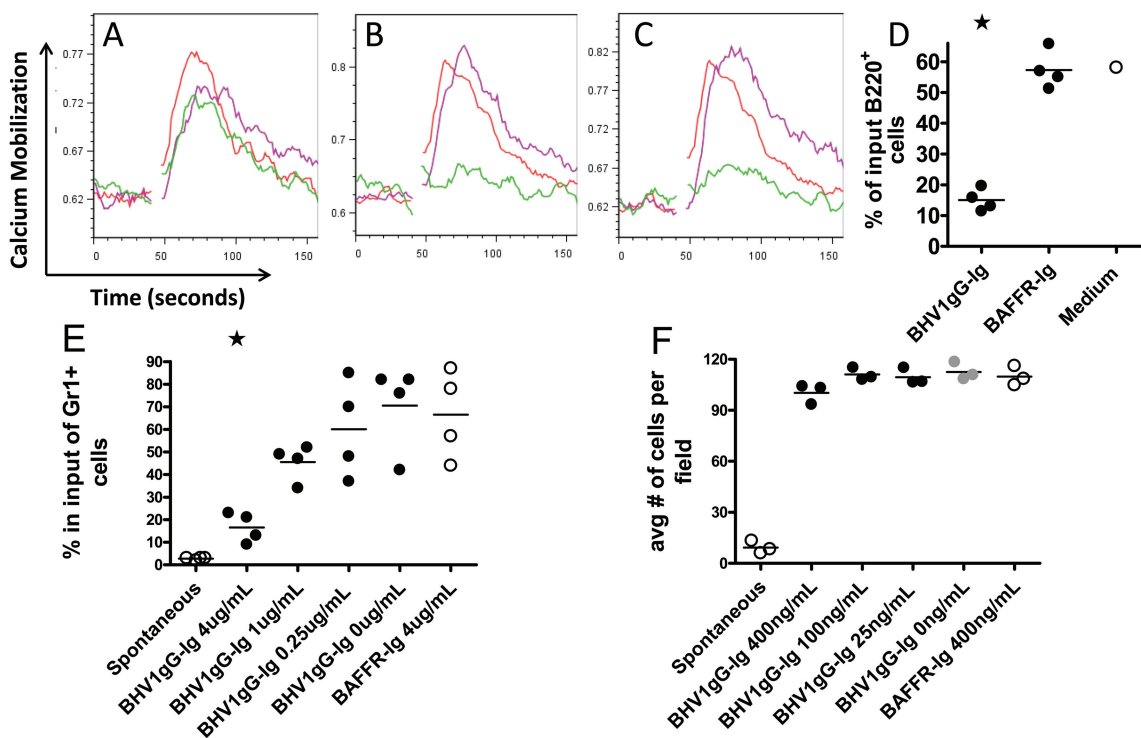 A
B
C
D
Calcium Mobilization
0.77
0.72
0.67
0.62
0 50 100 150
0.8
0.7
0.6
0 50 100 150
0.82
0.77
0.72
0.67
0.62
0 50 100 150
Time (seconds)
% of input B220+
cells
60
50
40
30
20
10
0
BHV1gG-Ig
BAFFR-Ig
Medium
E
% in input of Gr1+
cells
90
80
70
60
50
40
30
20
10
0
Spontaneous
BHV1gG-Ig 4ug/mL
BHV1gG-Ig 1ug/mL
BHV1gG-Ig 0.25ug/mL
BHV1gG-Ig 0ug/mL
BAFFR-Ig 4ug/mL
F
avg # of cells per
field
120
90
60
30
0
Spontaneous
BHV1gG-Ig 400ng/mL
BHV1gG-Ig 100ng/mL
BHV1gG-Ig 25ng/mL
BHV1gG-Ig 0ng/mL
BAFFR-Ig 400ng/mL